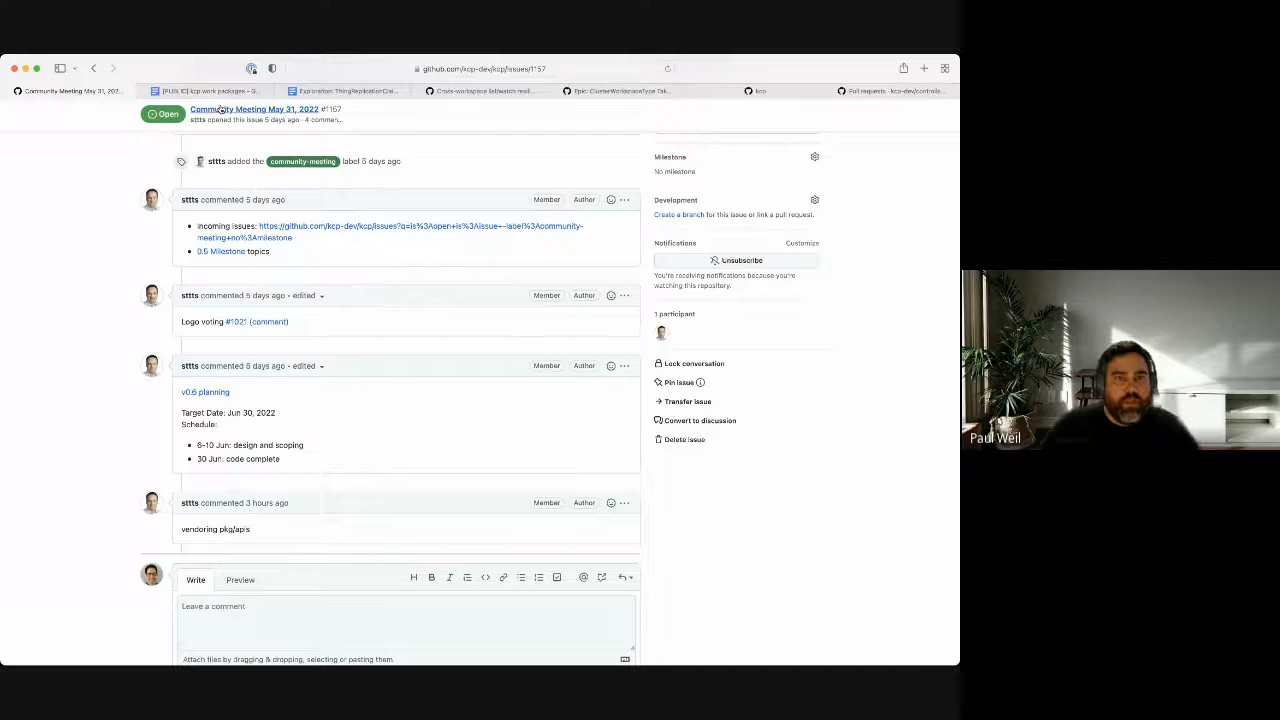 github.com/kcp-dev/kcp/issues/1157
Community Meeting May 31, 202...
[PUBLIC] kcp work packages - G...
Exploration: ThingReplicationClai...
Cross-workspace list/watch resili...
Epic: ClusterWorkspaceType Tak...
kcp
Pull requests · kcp-dev/controlle...
Open
Community Meeting May 31, 2022 #1157
sttts opened this issue 5 days ago · 4 commen...
sttts added the community-meeting label 5 days ago
sttts commented 5 days ago
Member
Author
Incoming issues: https://github.com/kcp-dev/kcp/issues?q=is%3Aopen+is%3Aissue+-label%3Acommunity-
meeting+no%3Amilestone
0.5 Milestone topics
sttts commented 5 days ago • edited
Member
Author
Logo voting #1021 (comment)
sttts commented 5 days ago • edited
Member
Author
v0.6 planning
Target Date: Jun 30, 2022
Schedule:
6-10 Jun: design and scoping
30 Jun: code complete
sttts commented 3 hours ago
Member
Author
vendoring pkg/apis
Write
Preview
Leave a comment
Attach files by dragging & dropping, selecting or pasting them.
Milestone
No milestone
Development
Create a branch for this issue or link a pull request.
Notifications
Customize
Unsubscribe
You're receiving notifications because you're
watching this repository.
1 participant
Lock conversation
Pin issue
Transfer issue
Convert to discussion
Delete issue
Paul Weil